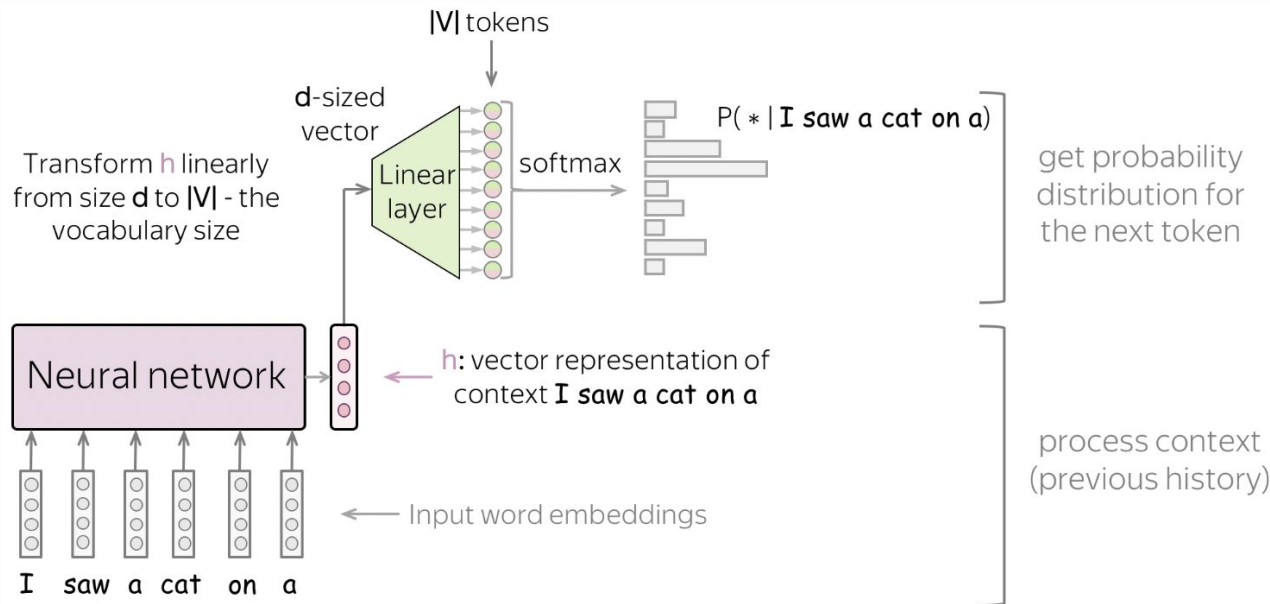 |V| tokens
d-sized
vector
Transform h linearly
from size d to |V| - the
vocabulary size
Linear
layer
softmax
P( * | I saw a cat on a)
get probability
distribution for
the next token
Neural network
h: vector representation of
context I saw a cat on a
process context
(previous history)
Input word embeddings
I saw a cat on a